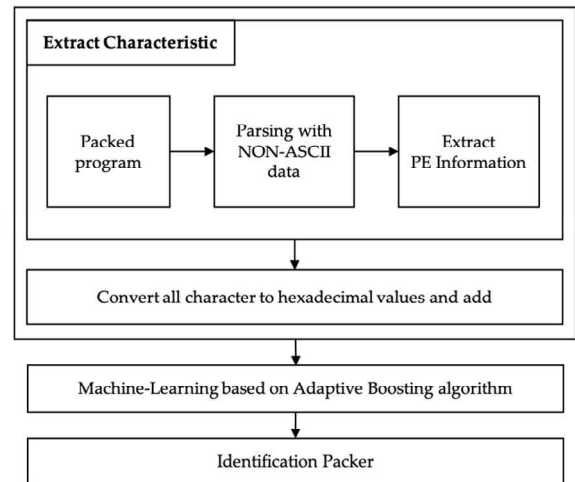 Extract Characteristic
Packed
program
Parsing with
NON-ASCII
data
Extract
PE Information
Convert all character to hexadecimal values and add
Machine-Learning based on Adaptive Boosting algorithm
Identification Packer